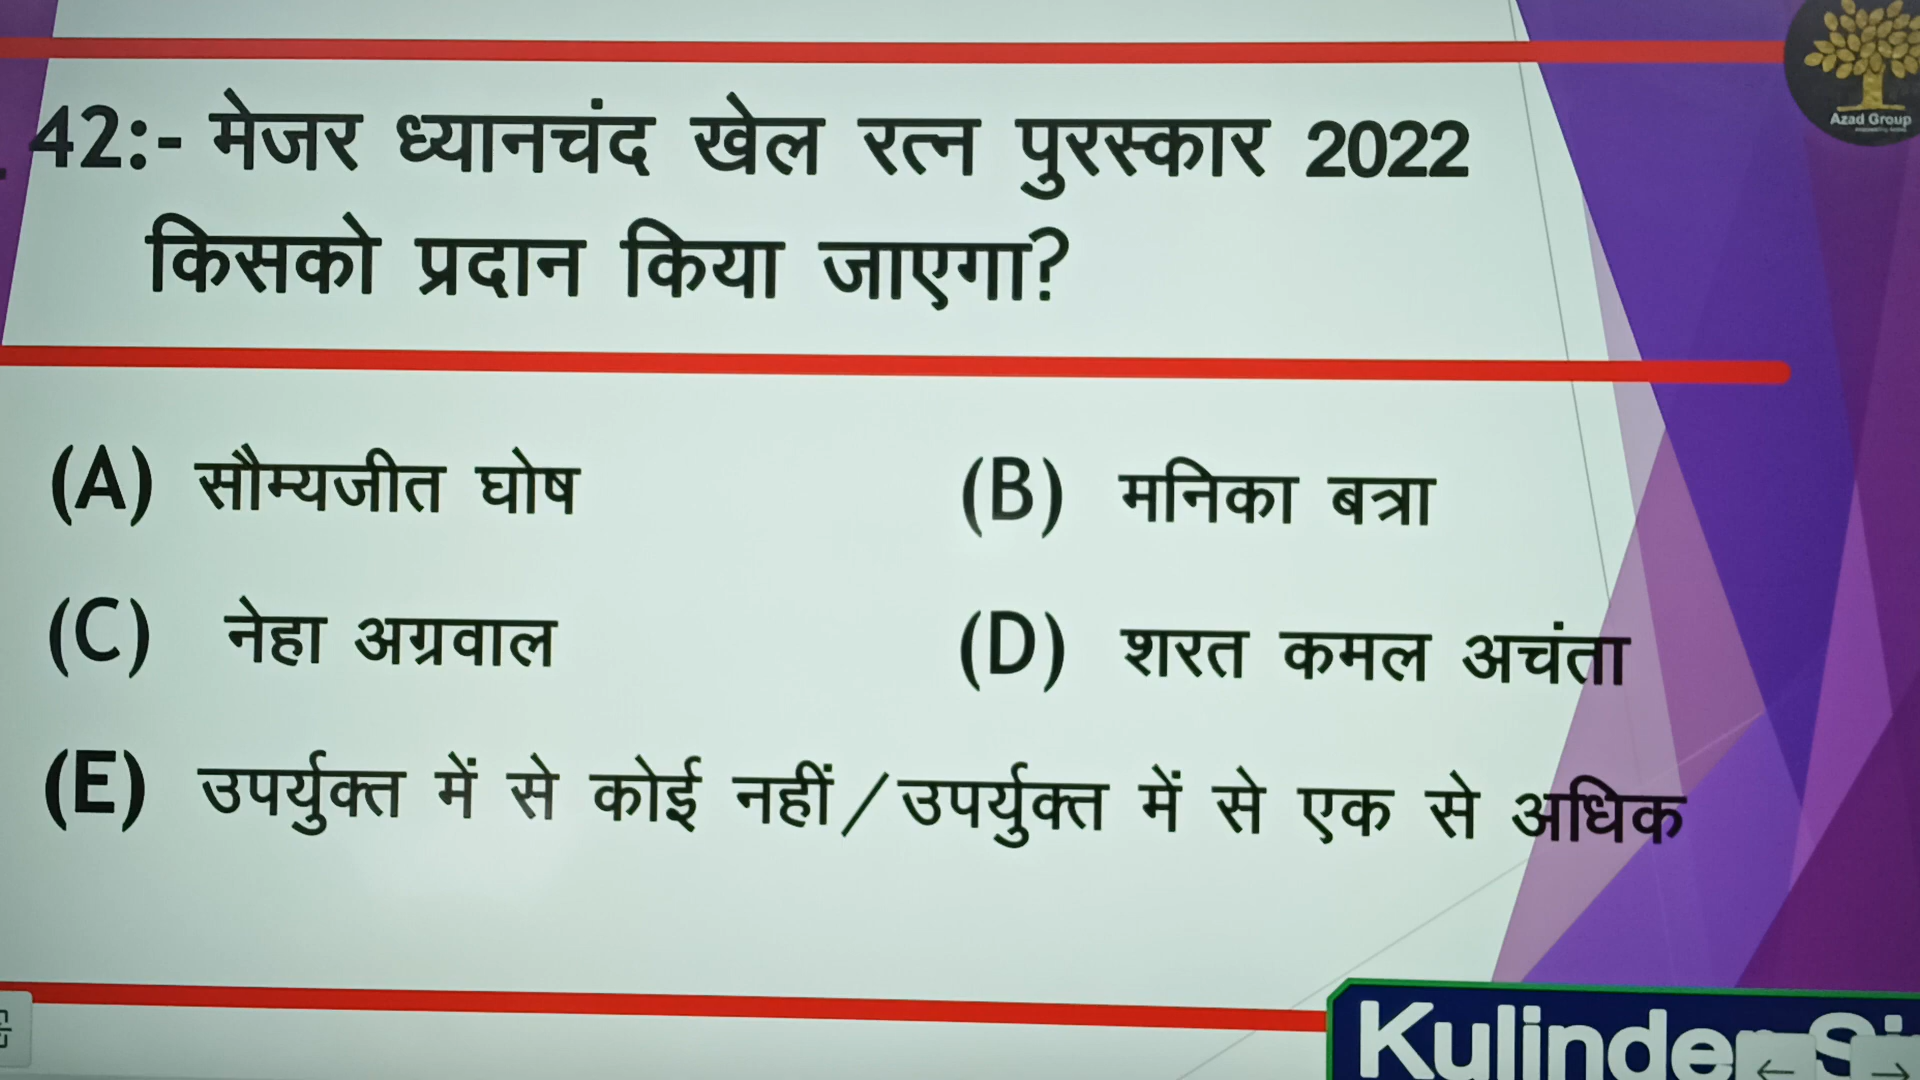 42:- मेजर ध्यानचंद खेल रत्न पुरस्कार 2022
किसको प्रदान किया जाएगा?
(A) सौम्यजीत घोष
(B) मनिका बत्रा
(C) नेहा अग्रवाल
(D) शरत कमल अचंता
(E) उपर्युक्त में से कोई नहीं/उपर्युक्त में से एक से अधिक
Azad Group
Kulinder